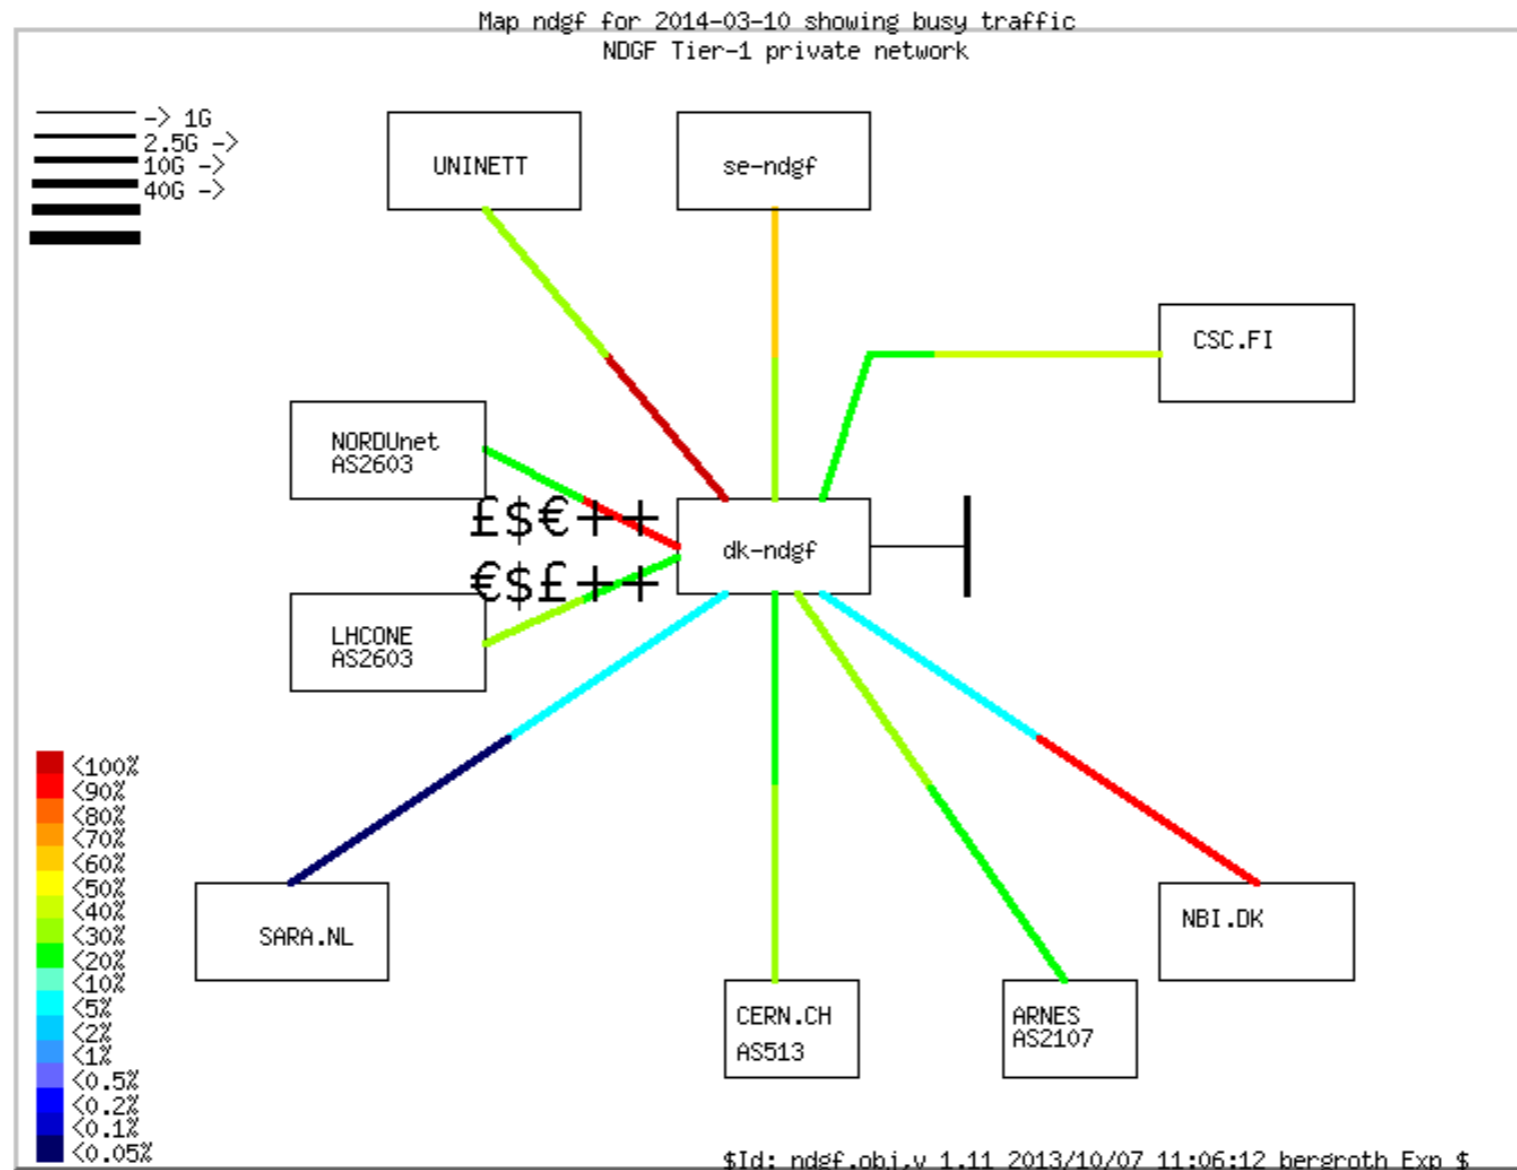 Map ndgf for 2014-03-10 showing busy traffic
NDGF Tier-1 private network
-> 1G
2.5G ->
10G ->
40G ->
UNINETT
se-ndgf
CSC.FI
NORDUnet
AS2603
£$€++
dk-ndgf
€$£++
LHCONE
AS2603
<100%
<90%
<80%
<70%
<60%
<50%
<40%
<30%
<20%
<10%
<5%
<2%
<1%
<0.5%
<0.2%
<0.1%
<0.05%
SARA.NL
NBI.DK
CERN.CH
AS513
ARNES
AS2107
$Id: ndgf.obj,v 1.11 2013/10/07 11:06:12 bergroth Exp $